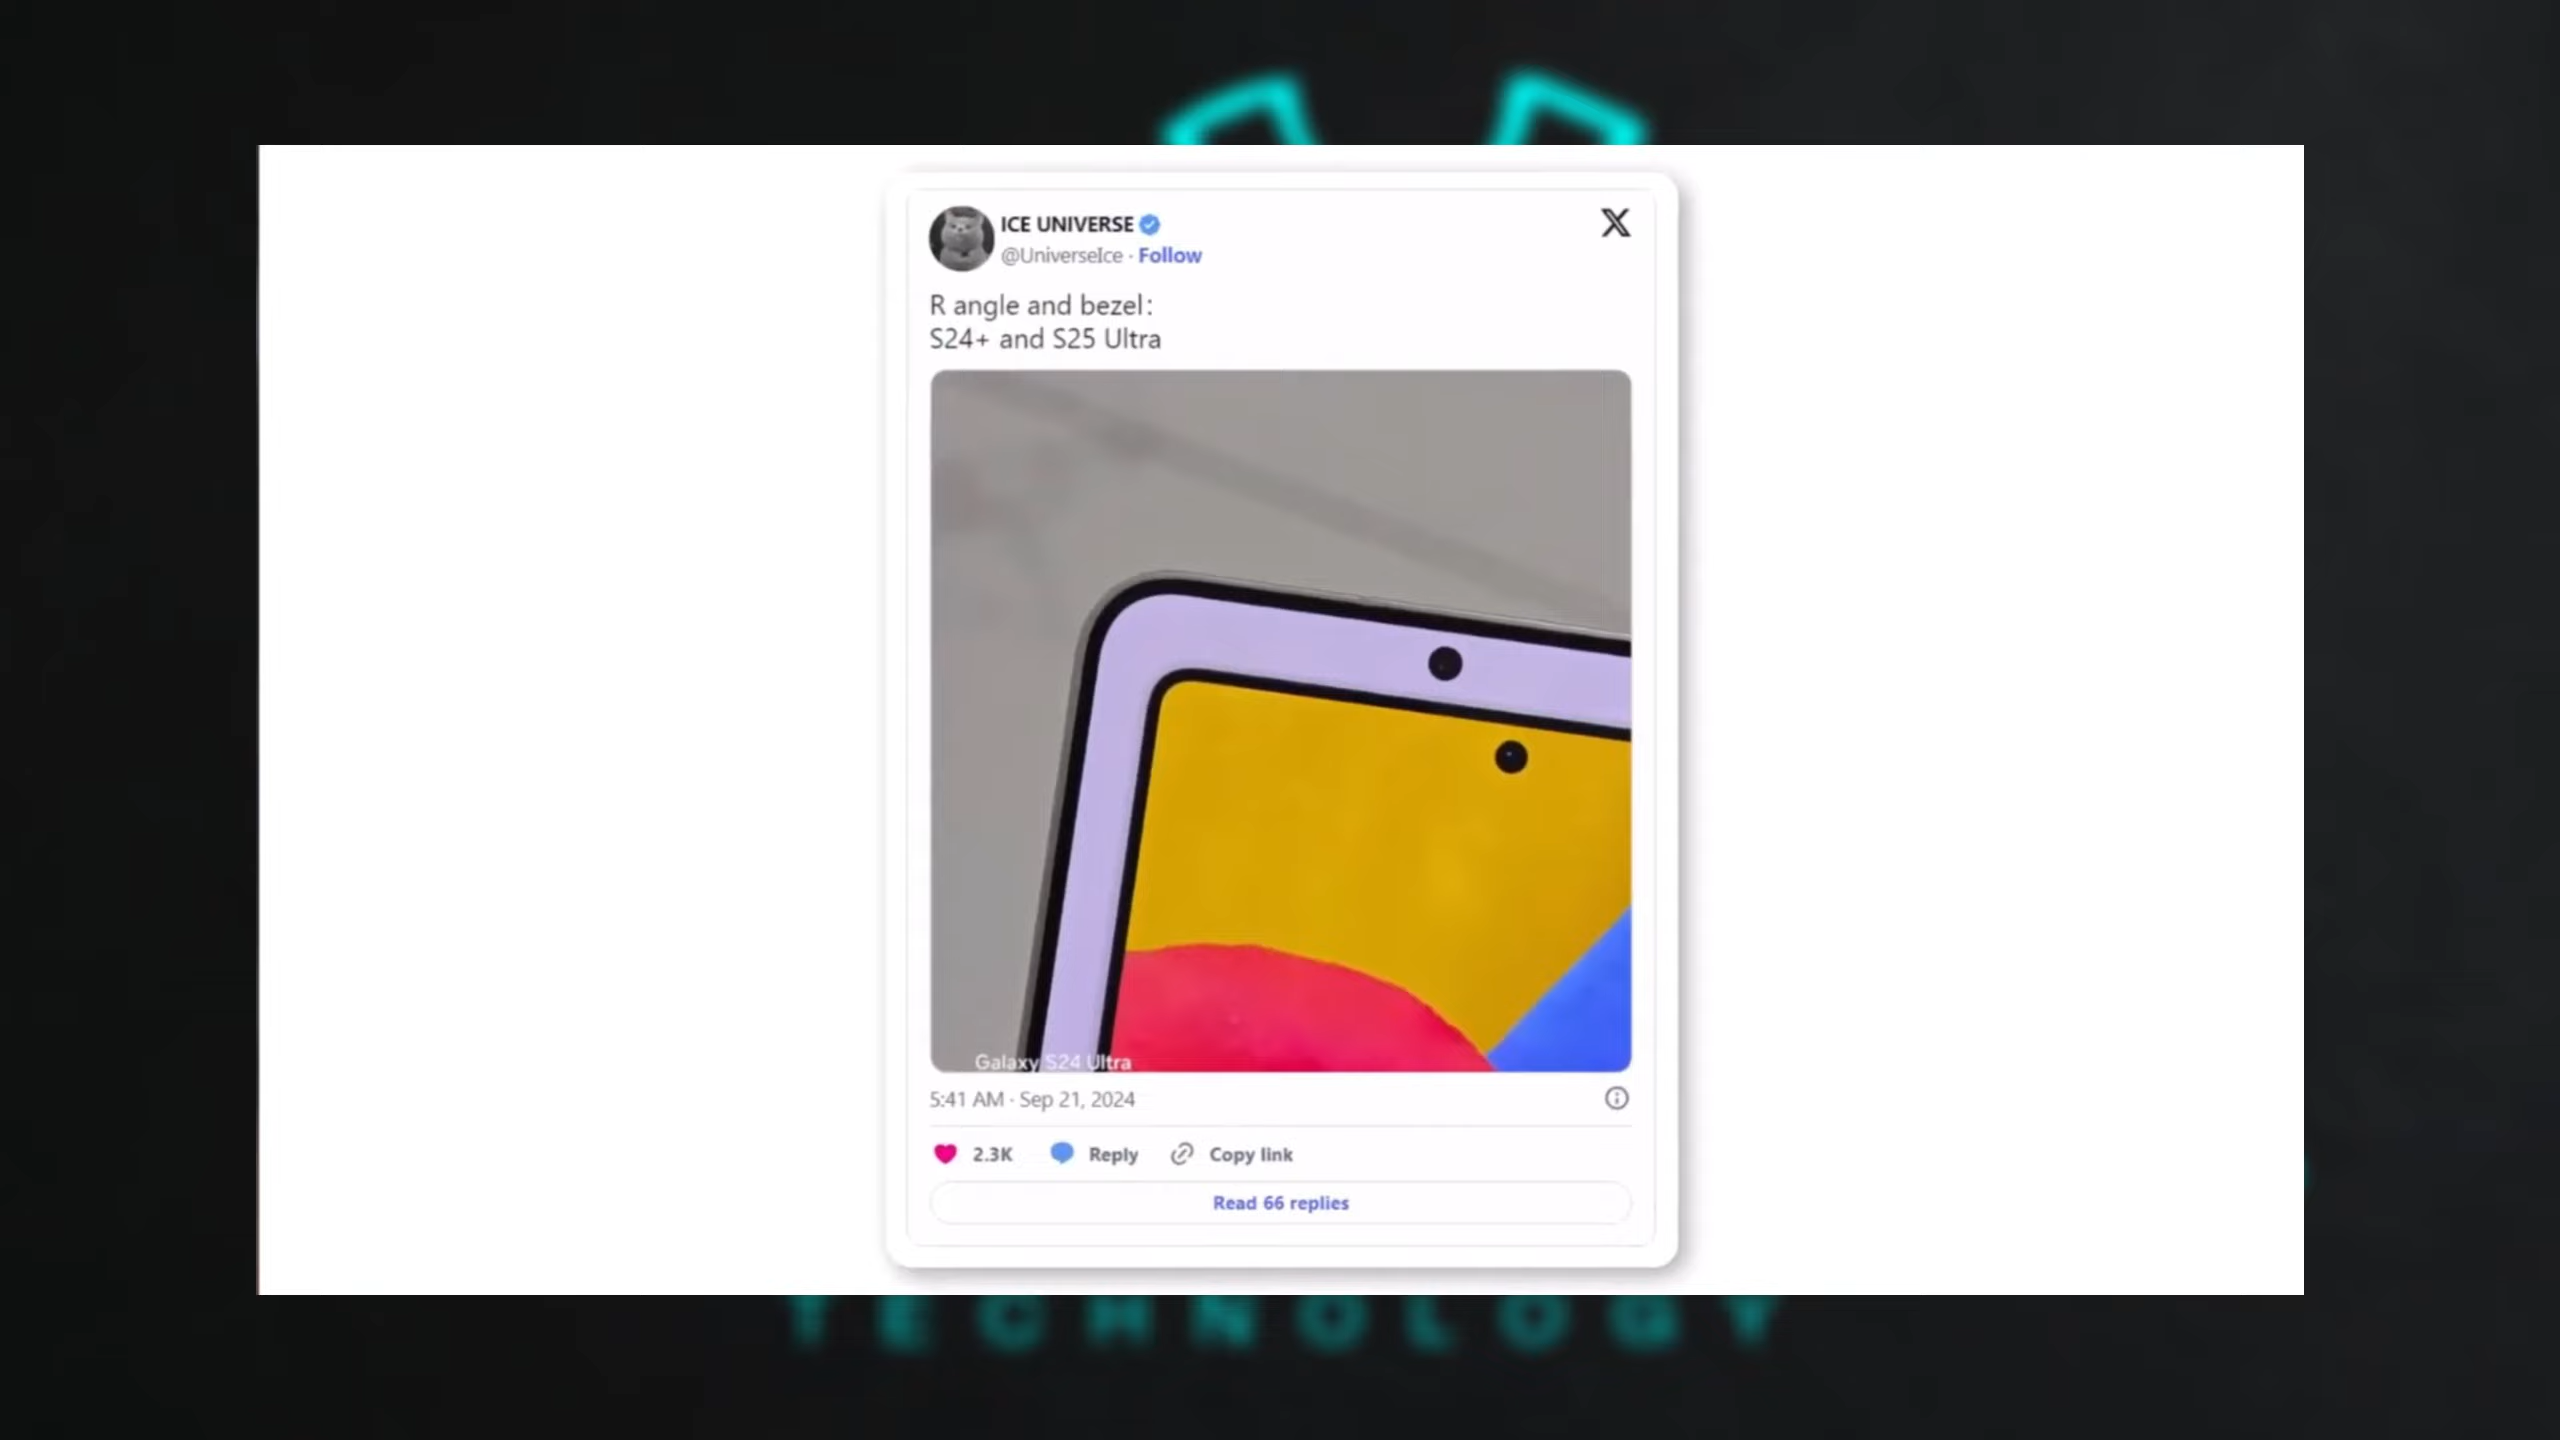 ICE UNIVERSE
@UniverseIce · Follow
R angle and bezel:
S24+ and S25 Ultra
Galaxy S24 Ultra
5:41 AM · Sep 21, 2024
2.3K Reply Copy link
Read 66 replies
TECHNOLOGY